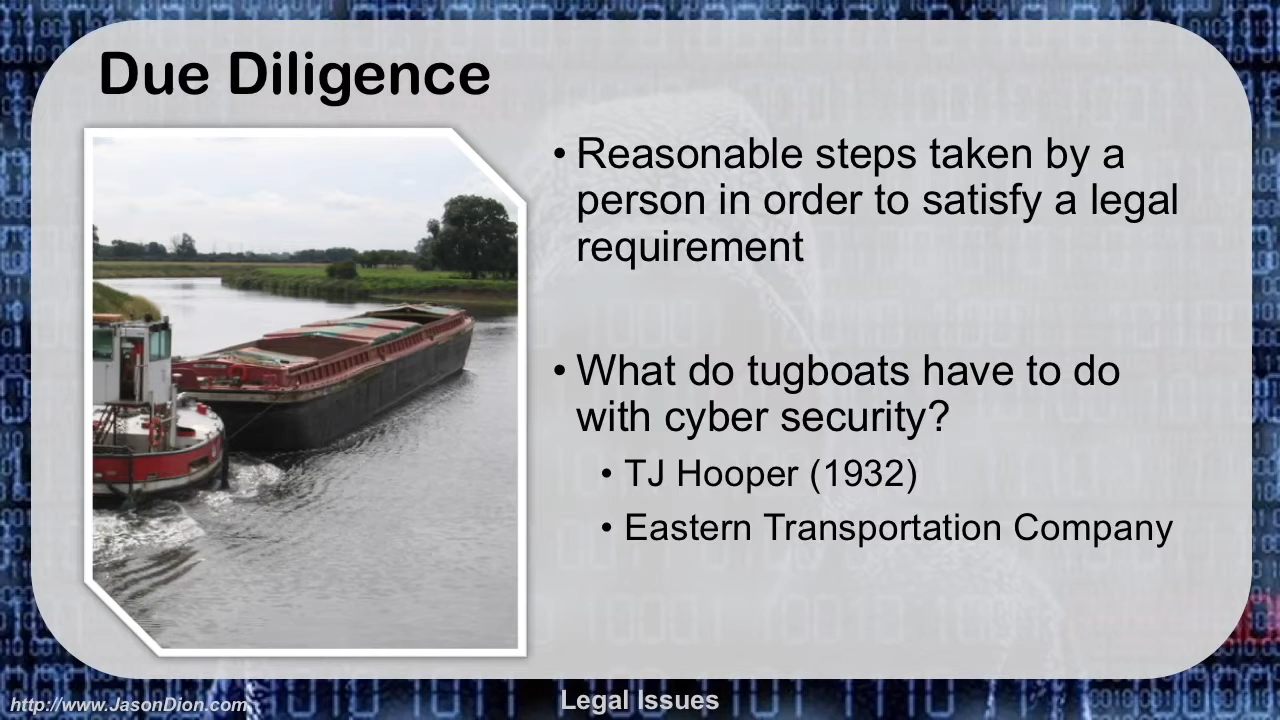 Due Diligence
• Reasonable steps taken by a
person in order to satisfy a legal
requirement
• What do tugboats have to do
with cyber security?
• TJ Hooper (1932)
• Eastern Transportation Company
http://www.JasonDion.com
Legal Issues